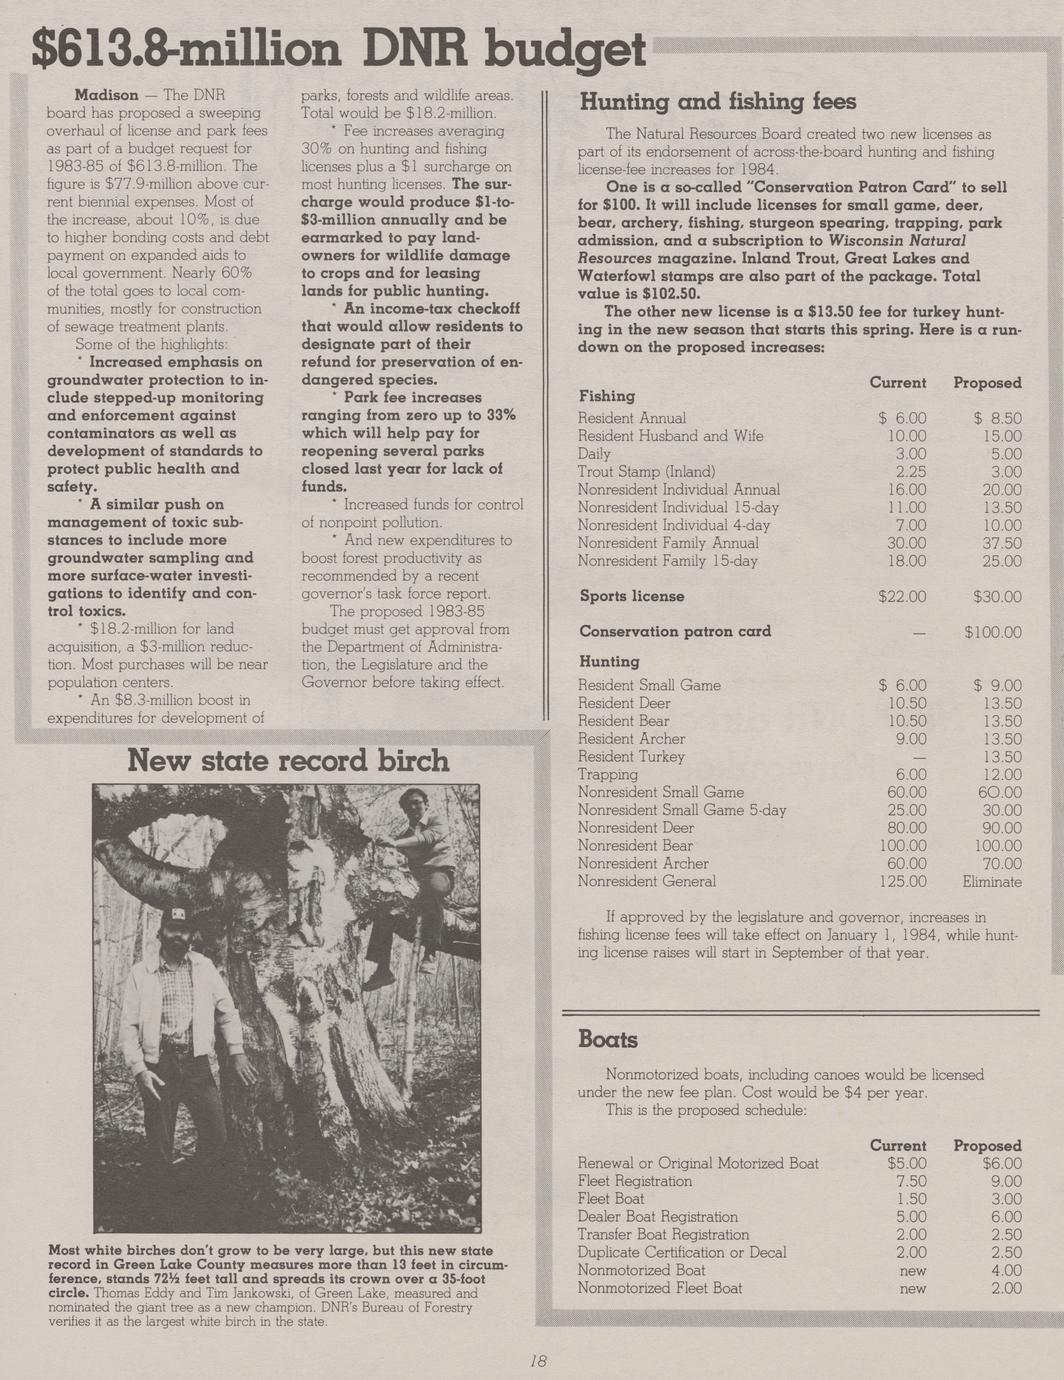 $613.8-million DNR budget
Madison — The DNR
board has proposed a sweeping
overhaul of license and park fees
as part of a budget request for
1983-85 of $613.8-million. The
figure is $77.9-million above cur-
rent biennial expenses. Most of
the increase, about 10%, is due
to higher bonding costs and debt
payment on expanded aids to
local government. Nearly 60%
of the total goes to local com-
munities, mostly for construction
of sewage treatment plants.
Some of the highlights:
* Increased emphasis on
groundwater protection to in-
clude stepped-up monitoring
and enforcement against
contaminators as well as
development of standards to
protect public health and
safety.
* A similar push on
management of toxic sub-
stances to include more
groundwater sampling and
more surface-water investi-
gations to identify and con-
trol toxics.
* $18.2-million for land
acquisition, a $3-million reduc-
tion. Most purchases will be near
population centers.
* An $8.3-million boost in
expenditures for development of
parks, forests and wildlife areas.
Total would be $18.2-million.
* Fee increases averaging
30% on hunting and fishing
licenses plus a $1 surcharge on
most hunting licenses. The sur-
charge would produce $1-to-
$3-million annually and be
earmarked to pay land-
owners for wildlife damage
to crops and for leasing
lands for public hunting.
* An income-tax checkoff
that would allow residents to
designate part of their
refund for preservation of en-
dangered species.
* Park fee increases
ranging from zero up to 33%
which will help pay for
reopening several parks
closed last year for lack of
funds.
* Increased funds for control
of nonpoint pollution.
* And new expenditures to
boost forest productivity as
recommended by a recent
governor's task force report.
The proposed 1983-85
budget must get approval from
the Department of Administra-
tion, the Legislature and the
Governor before taking effect.
Hunting and fishing fees
The Natural Resources Board created two new licenses as
part of its endorsement of across-the-board hunting and fishing
license-fee increases for 1984.
One is a so-called "Conservation Patron Card" to sell
for $100. It will include licenses for small game, deer,
bear, archery, fishing, sturgeon spearing, trapping, park
admission, and a subscription to Wisconsin Natural
Resources magazine. Inland Trout, Great Lakes and
Waterfowl stamps are also part of the package. Total
value is $102.50.
The other new license is a $13.50 fee for turkey hunt-
ing in the new season that starts this spring. Here is a run-
down on the proposed increases:
Current Proposed
Fishing
Resident Annual $ 6.00 $ 8.50
Resident Husband and Wife 10.00 15.00
Daily 3.00 5.00
Trout Stamp (Inland) 2.25 3.00
Nonresident Individual Annual 16.00 20.00
Nonresident Individual 15-day 11.00 13.50
Nonresident Individual 4-day 7.00 10.00
Nonresident Family Annual 30.00 37.50
Nonresident Family 15-day 18.00 25.00
Sports license $22.00 $30.00
Conservation patron card — $100.00
Hunting
Resident Small Game $ 6.00 $ 9.00
Resident Deer 10.50 13.50
Resident Bear 10.50 13.50
Resident Archer 9.00 13.50
Resident Turkey — 13.50
Trapping 6.00 12.00
Nonresident Small Game 60.00 60.00
Nonresident Small Game 5-day 25.00 30.00
Nonresident Deer 80.00 90.00
Nonresident Bear 100.00 100.00
Nonresident Archer 60.00 70.00
Nonresident General 125.00 Eliminate
If approved by the legislature and governor, increases in
fishing license fees will take effect on January 1, 1984, while hunt-
ing license raises will start in September of that year.
New state record birch
Most white birches don't grow to be very large, but this new state
record in Green Lake County measures more than 13 feet in circum-
ference, stands 72½ feet tall and spreads its crown over a 35-foot
circle. Thomas Eddy and Tim Jankowski, of Green Lake, measured and
nominated the giant tree as a new champion. DNR's Bureau of Forestry
verifies it as the largest white birch in the state.
Boats
Nonmotorized boats, including canoes would be licensed
under the new fee plan. Cost would be $4 per year.
This is the proposed schedule:
Current Proposed
Renewal or Original Motorized Boat $5.00 $6.00
Fleet Registration 7.50 9.00
Fleet Boat 1.50 3.00
Dealer Boat Registration 5.00 6.00
Transfer Boat Registration 2.00 2.50
Duplicate Certification or Decal 2.00 2.50
Nonmotorized Boat new 4.00
Nonmotorized Fleet Boat new 2.00
18